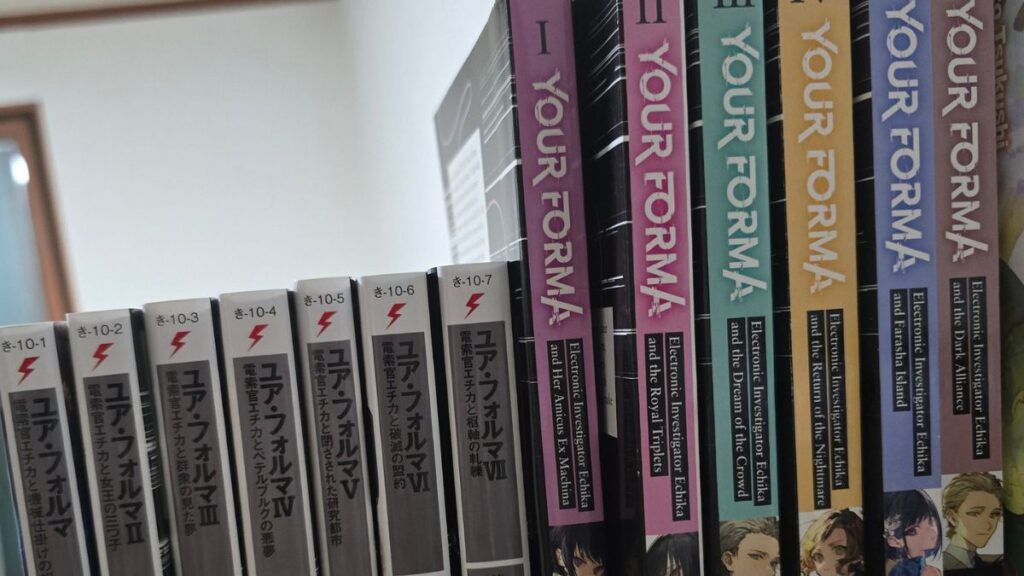 き-10-1
ユア・フォルマ
電索官エチカと機械仕掛けの
き-10-2
ユア・フォルマⅡ
電索官エチカと女王の三つ子
き-10-3
ユア・フォルマⅢ
電索官エチカと群衆の見た夢
き-10-4
ユア・フォルマⅣ
電索官エチカとペテルブルクの悪夢
き-10-5
ユア・フォルマⅤ
電索官エチカと閉ざされた研究都市
き-10-6
ユア・フォルマⅥ
電索官エチカと破滅の盟約
き-10-7
ユア・フォルマⅦ
電索官エチカと枢軸の軋轢
I
YOUR FORMA
Electronic Investigator Echika
and Her Amicus Ex Machina
II
YOUR FORMA
Electronic Investigator Echika
and the Royal Triplets
III
YOUR FORMA
Electronic Investigator Echika
and the Dream of the Crowd
IV
YOUR FORMA
Electronic Investigator Echika
and the Return of the Nightmare
YOUR FORMA
Electronic Investigator Echika
and Farasha Island
YOUR FORMA
Electronic Investigator Echika
and the Dark Alliance
Tsukushi